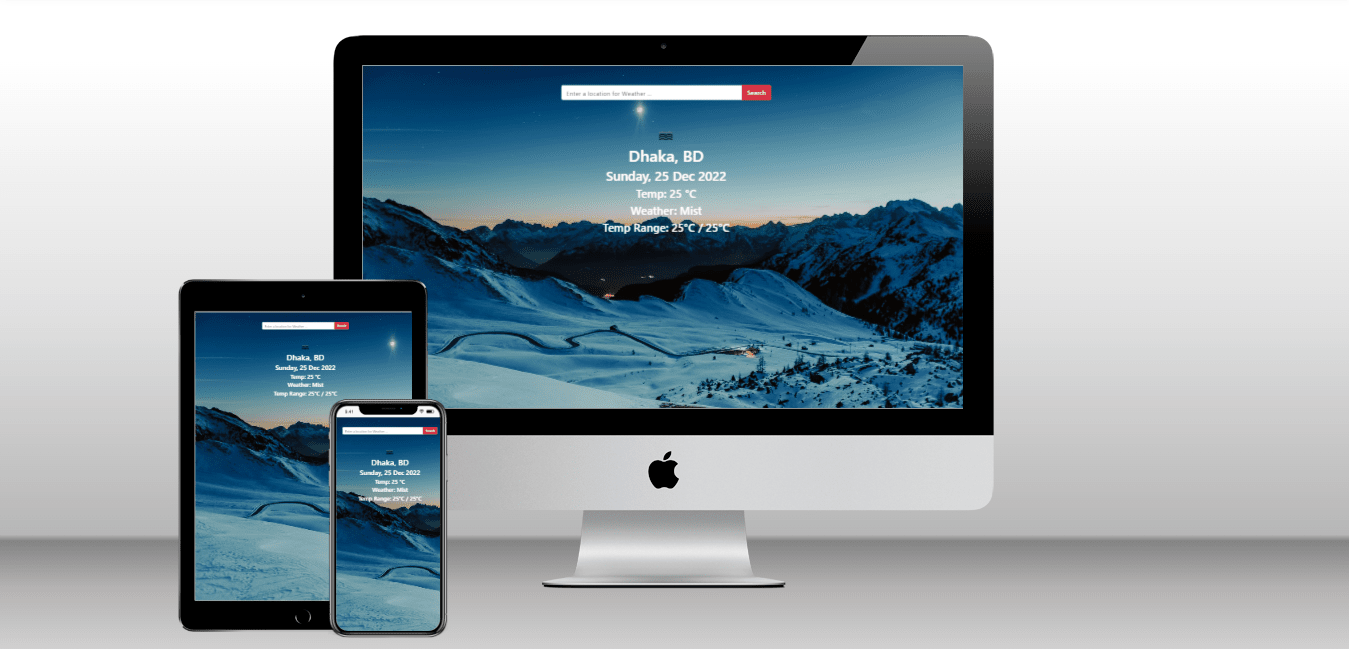 Enter a location for Weather ...
Search
Dhaka, BD
Sunday, 25 Dec 2022
Temp: 25 °C
Weather: Mist
Temp Range: 25°C / 25°C
Enter a location for Weather ...
Search
Dhaka, BD
Sunday, 25 Dec 2022
Temp: 25 °C
Weather: Mist
Temp Range: 25°C / 25°C
9:41
Enter a location for Weather ...
Search
Dhaka, BD
Sunday, 25 Dec 2022
Temp: 25 °C
Weather: Mist
Temp Range: 25°C / 25°C